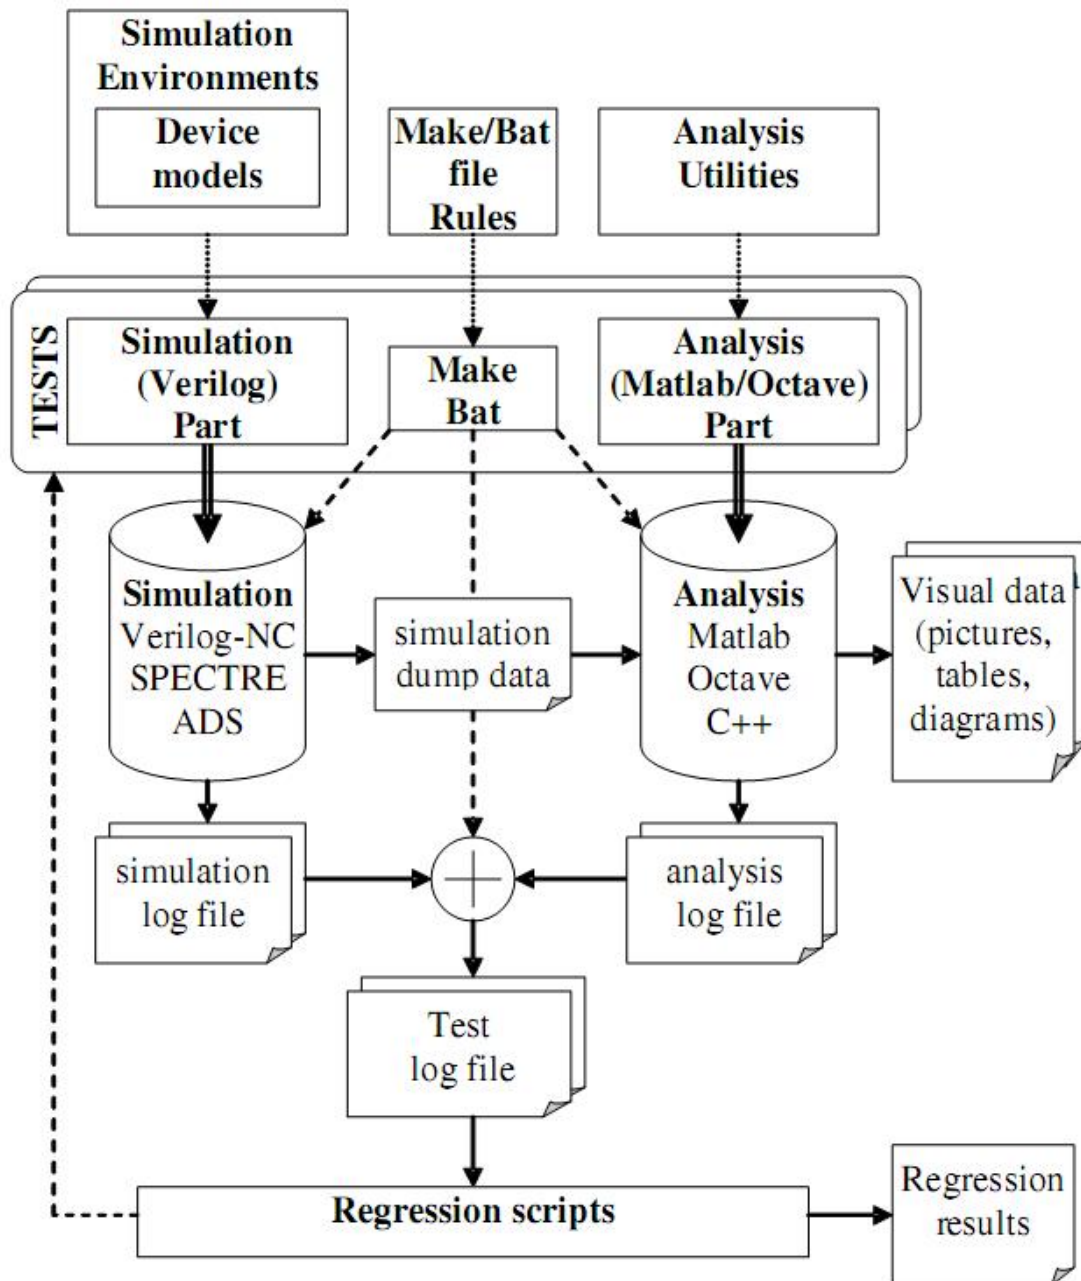 Simulation
Environments
Device
models
Make/Bat
file
Rules
Analysis
Utilities
TESTS
Simulation
(Verilog)
Part
Make
Bat
Analysis
(Matlab/Octave)
Part
Simulation
Verilog-NC
SPECTRE
ADS
simulation
dump data
Analysis
Matlab
Octave
C++
Visual data
(pictures,
tables,
diagrams)
simulation
log file
analysis
log file
Test
log file
Regression scripts
Regression
results